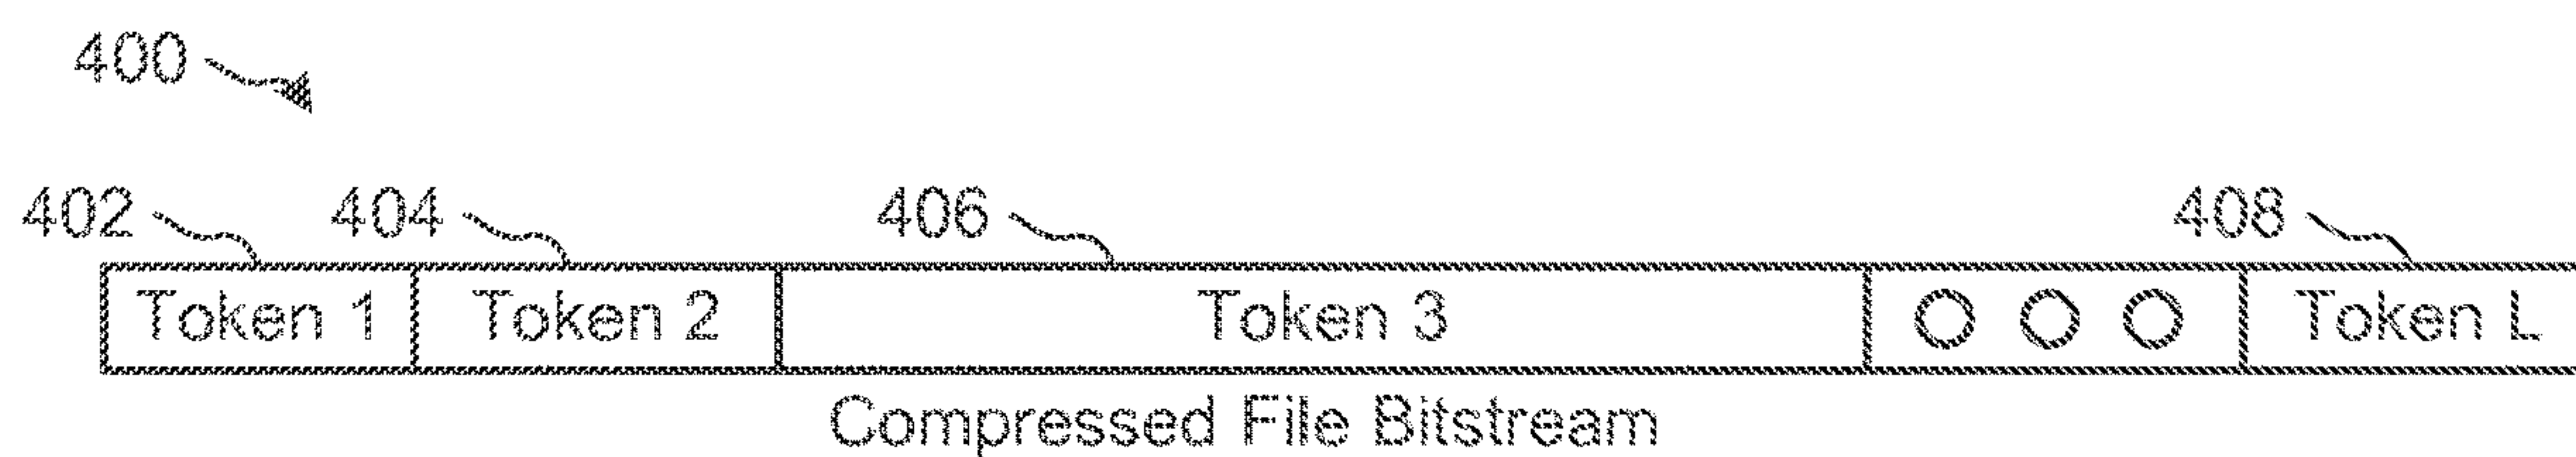 400
402 404 406 408
Token 1 Token 2 Token 3 O O O Token L
Compressed File Bitstream